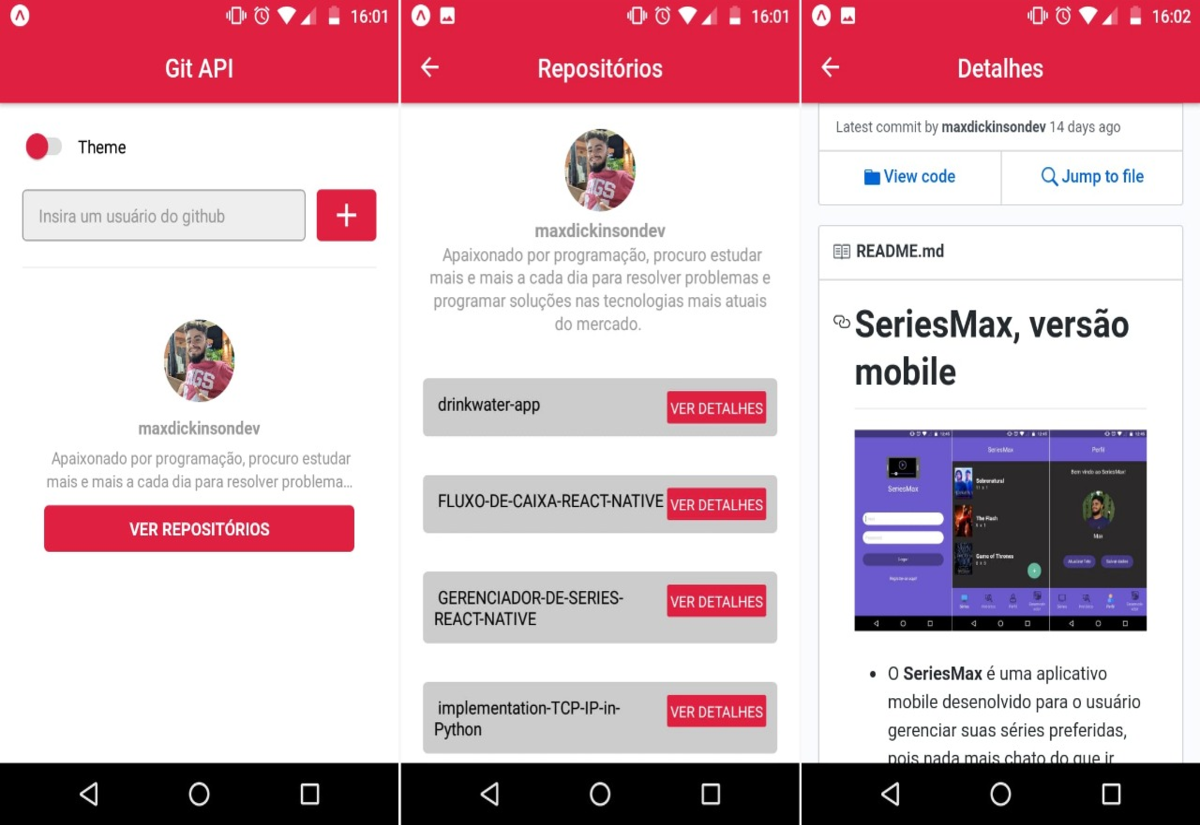 16:01
Git API
Theme
Insira um usuário do github
+
maxdickinsondev
Apaixonado por programação, procuro estudar
mais e mais a cada dia para resolver problema...
VER REPOSITÓRIOS
16:01
Repositórios
maxdickinsondev
Apaixonado por programação, procuro estudar
mais e mais a cada dia para resolver problemas e
programar soluções nas tecnologias mais atuais
do mercado.
drinkwater-app
VER DETALHES
FLUXO-DE-CAIXA-REACT-NATIVE
VER DETALHES
GERENCIADOR-DE-SERIES-
REACT-NATIVE
VER DETALHES
implementation-TCP-IP-in-
Python
VER DETALHES
16:02
Detalhes
Latest commit by maxdickinsondev 14 days ago
View code
Jump to file
README.md
SeriesMax, versão
mobile
SeriesMax
SeriesMax
Sobrenatural
The Flash
Game of Thrones
Perfil
Bem vindo ao SeriesMax!
Max
• O SeriesMax é uma aplicativo
mobile desenolvido para o usuário
gerenciar suas séries preferidas,
pois nada mais chato do que ir